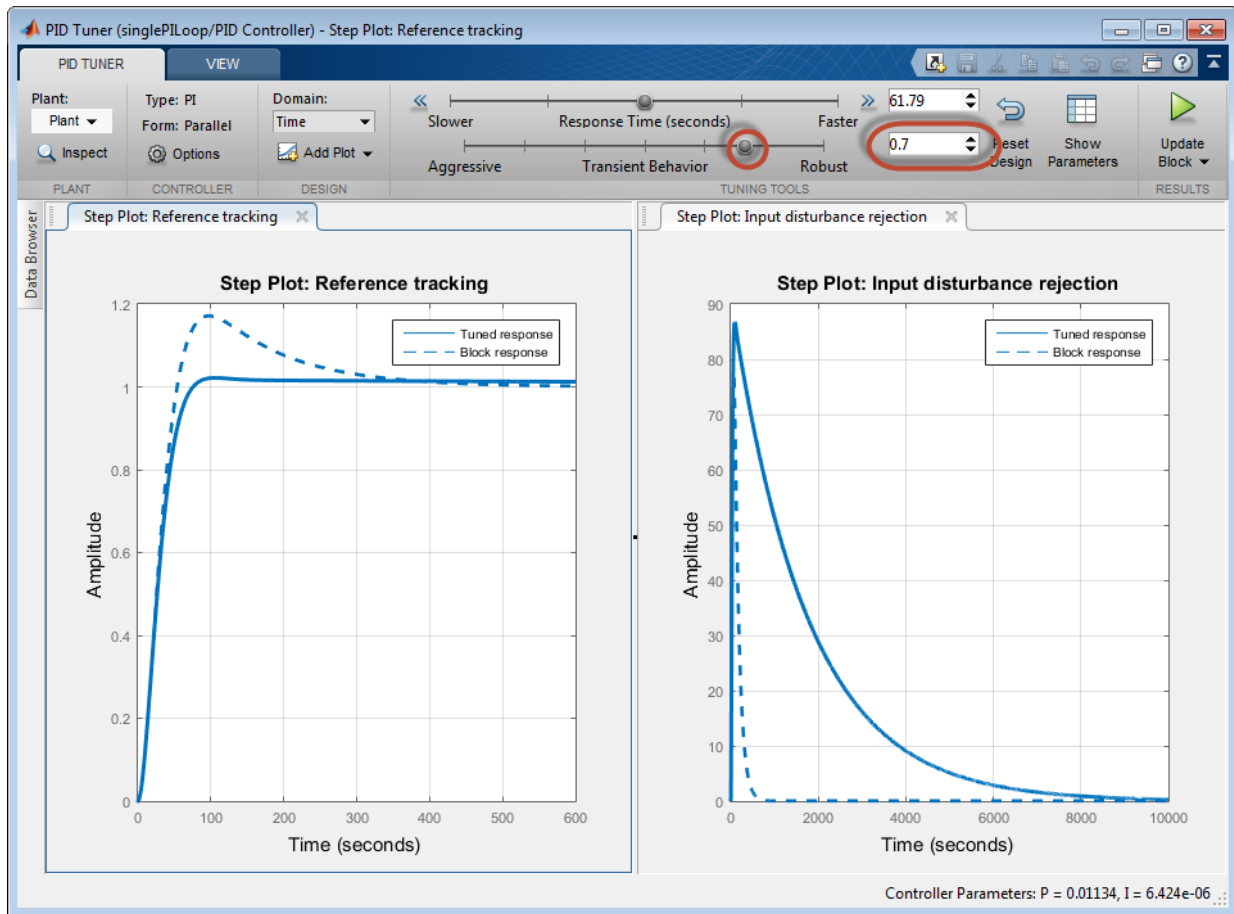 PID Tuner (singlePILoop/PID Controller) - Step Plot: Reference tracking
PID TUNER
VIEW
Plant:
Plant
Inspect
PLANT
Type: PI
Form: Parallel
Options
CONTROLLER
Domain:
Time
Add Plot
DESIGN
Slower
Response Time (seconds)
Faster
61.79
Aggressive
Transient Behavior
Robust
0.7
TUNING TOOLS
Reset
Design
Show
Parameters
Update
Block
RESULTS
Data Browser
Step Plot: Reference tracking
Step Plot: Reference tracking
Tuned response
Block response
1.2
1
0.8
0.6
0.4
0.2
0
Amplitude
0 100 200 300 400 500 600
Time (seconds)
Step Plot: Input disturbance rejection
Step Plot: Input disturbance rejection
Tuned response
Block response
90
80
70
60
50
40
30
20
10
0
Amplitude
0 2000 4000 6000 8000 10000
Time (seconds)
Controller Parameters: P = 0.01134, I = 6.424e-06